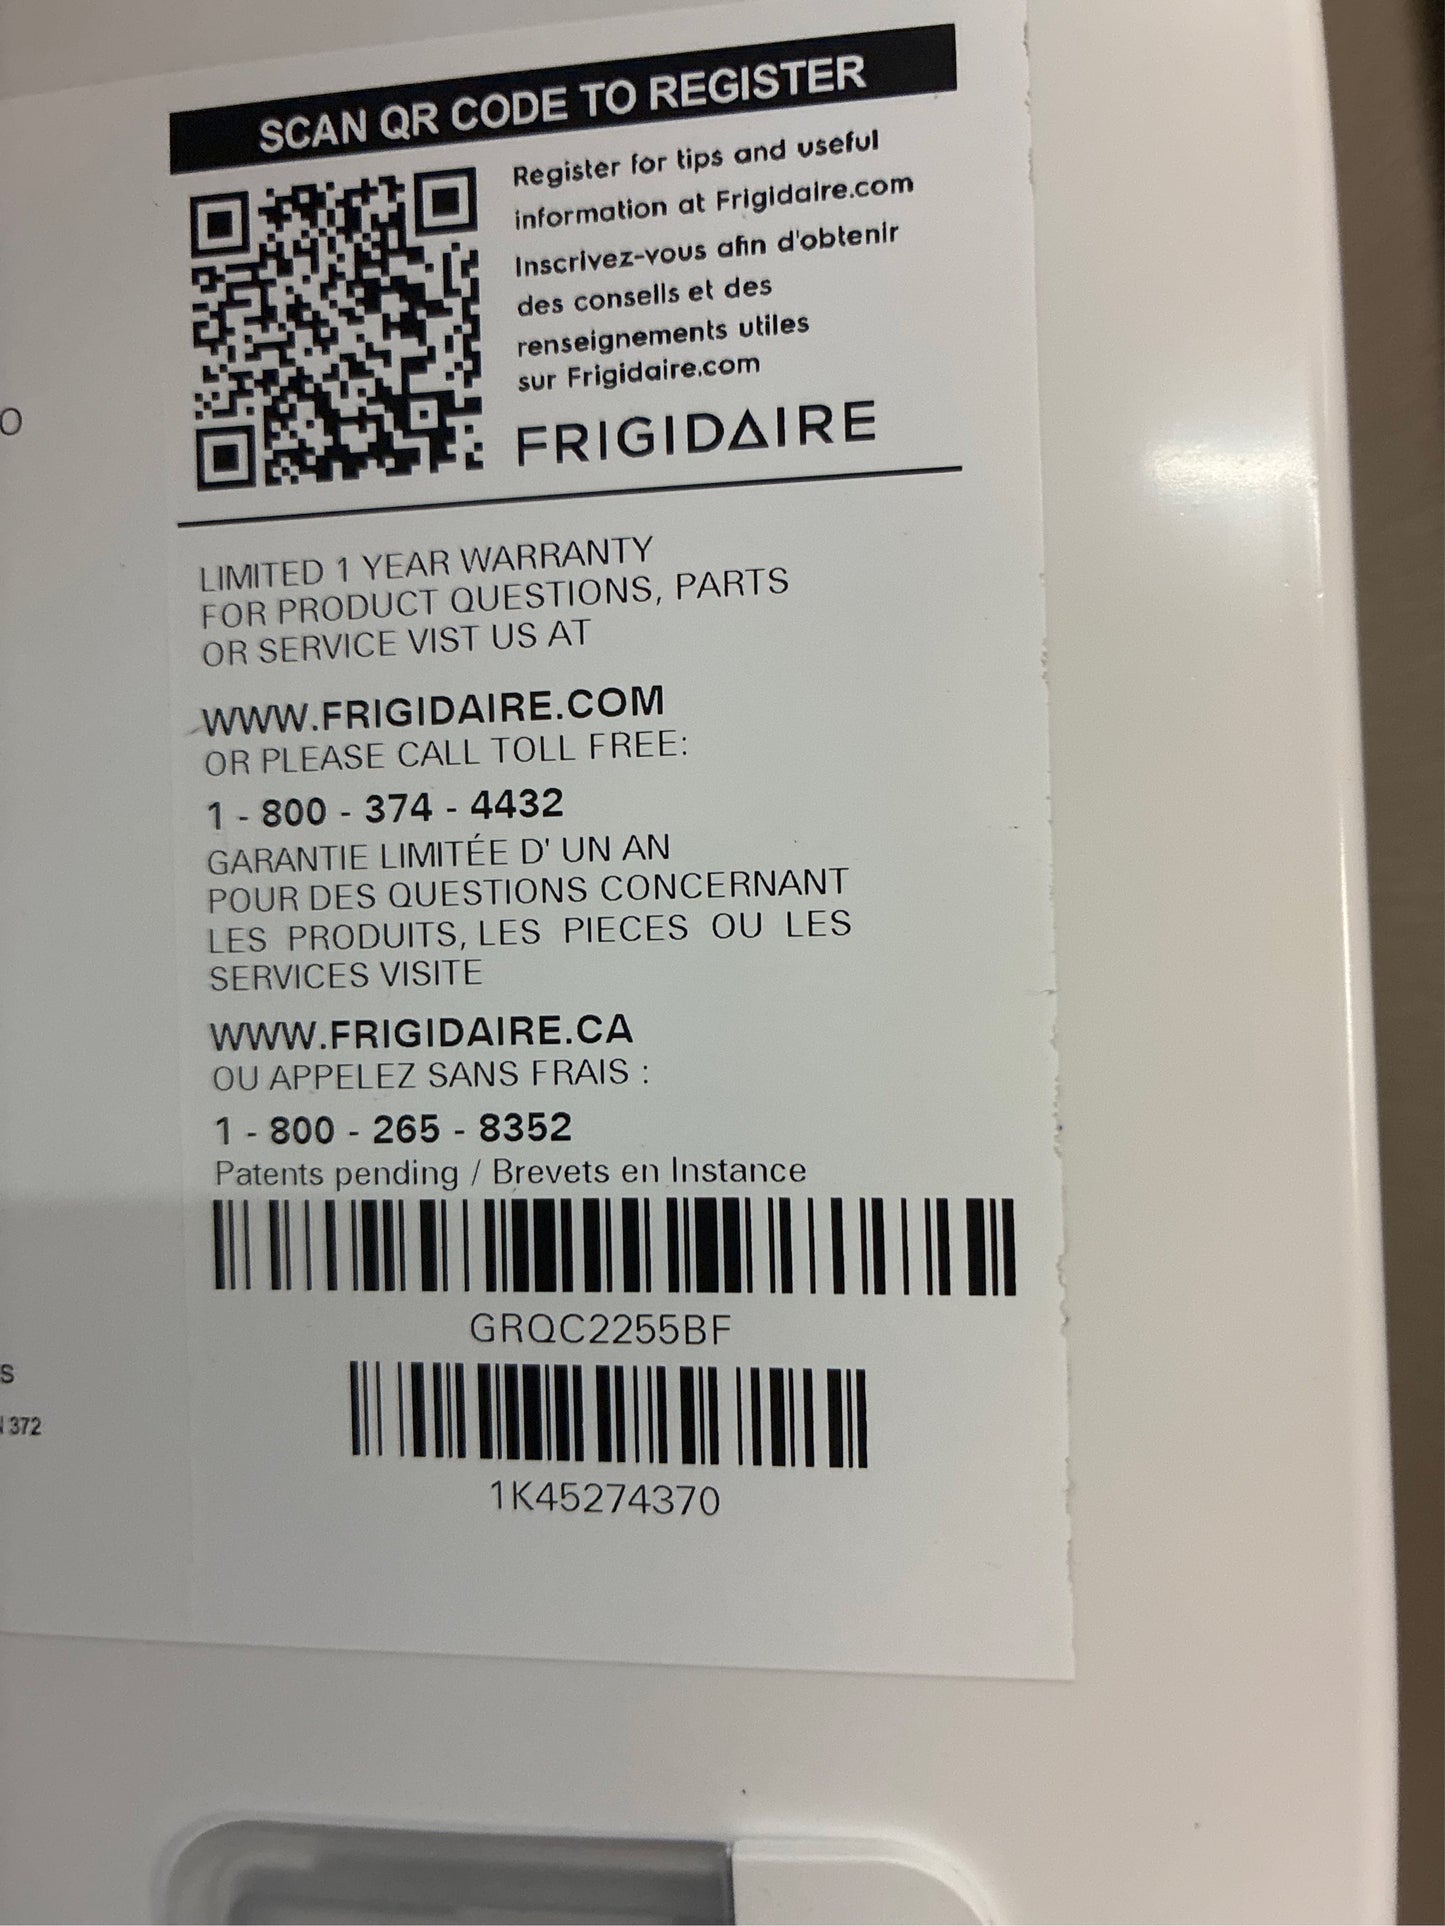 SCAN QR CODE TO REGISTER
Register for tips and useful
information at Frigidaire.com
Inscrivez-vous afin d'obtenir
des conseils et des
renseignements utiles
sur Frigidaire.com
FRIGIDAIRE
LIMITED 1 YEAR WARRANTY
FOR PRODUCT QUESTIONS, PARTS
OR SERVICE VIST US AT
WWW.FRIGIDAIRE.COM
OR PLEASE CALL TOLL FREE:
1 - 800 - 374 - 4432
GARANTIE LIMITÉE D' UN AN
POUR DES QUESTIONS CONCERNANT
LES PRODUITS, LES PIECES OU LES
SERVICES VISITE
WWW.FRIGIDAIRE.CA
OU APPELEZ SANS FRAIS :
1 - 800 - 265 - 8352
Patents pending / Brevets en Instance
GRQC2255BF
1K45274370
O
S
372